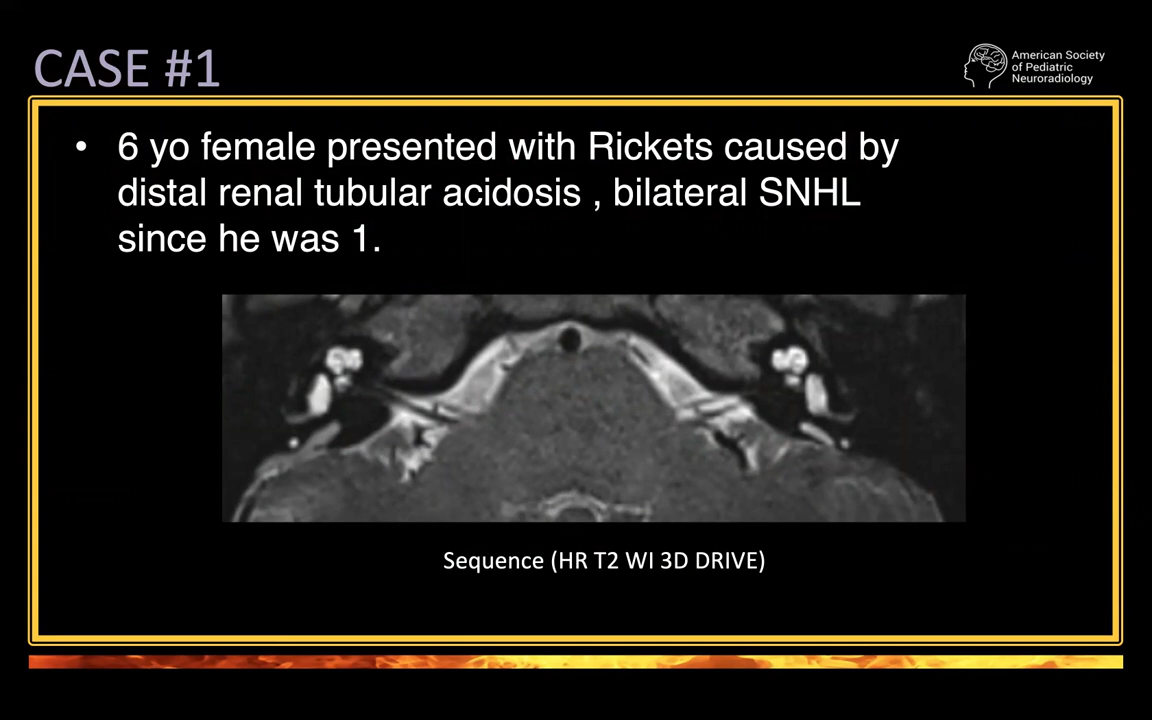 CASE #1
American Society
of Pediatric
Neuroradiology
• 6 yo female presented with Rickets caused by
distal renal tubular acidosis , bilateral SNHL
since he was 1.
Sequence (HR T2 WI 3D DRIVE)